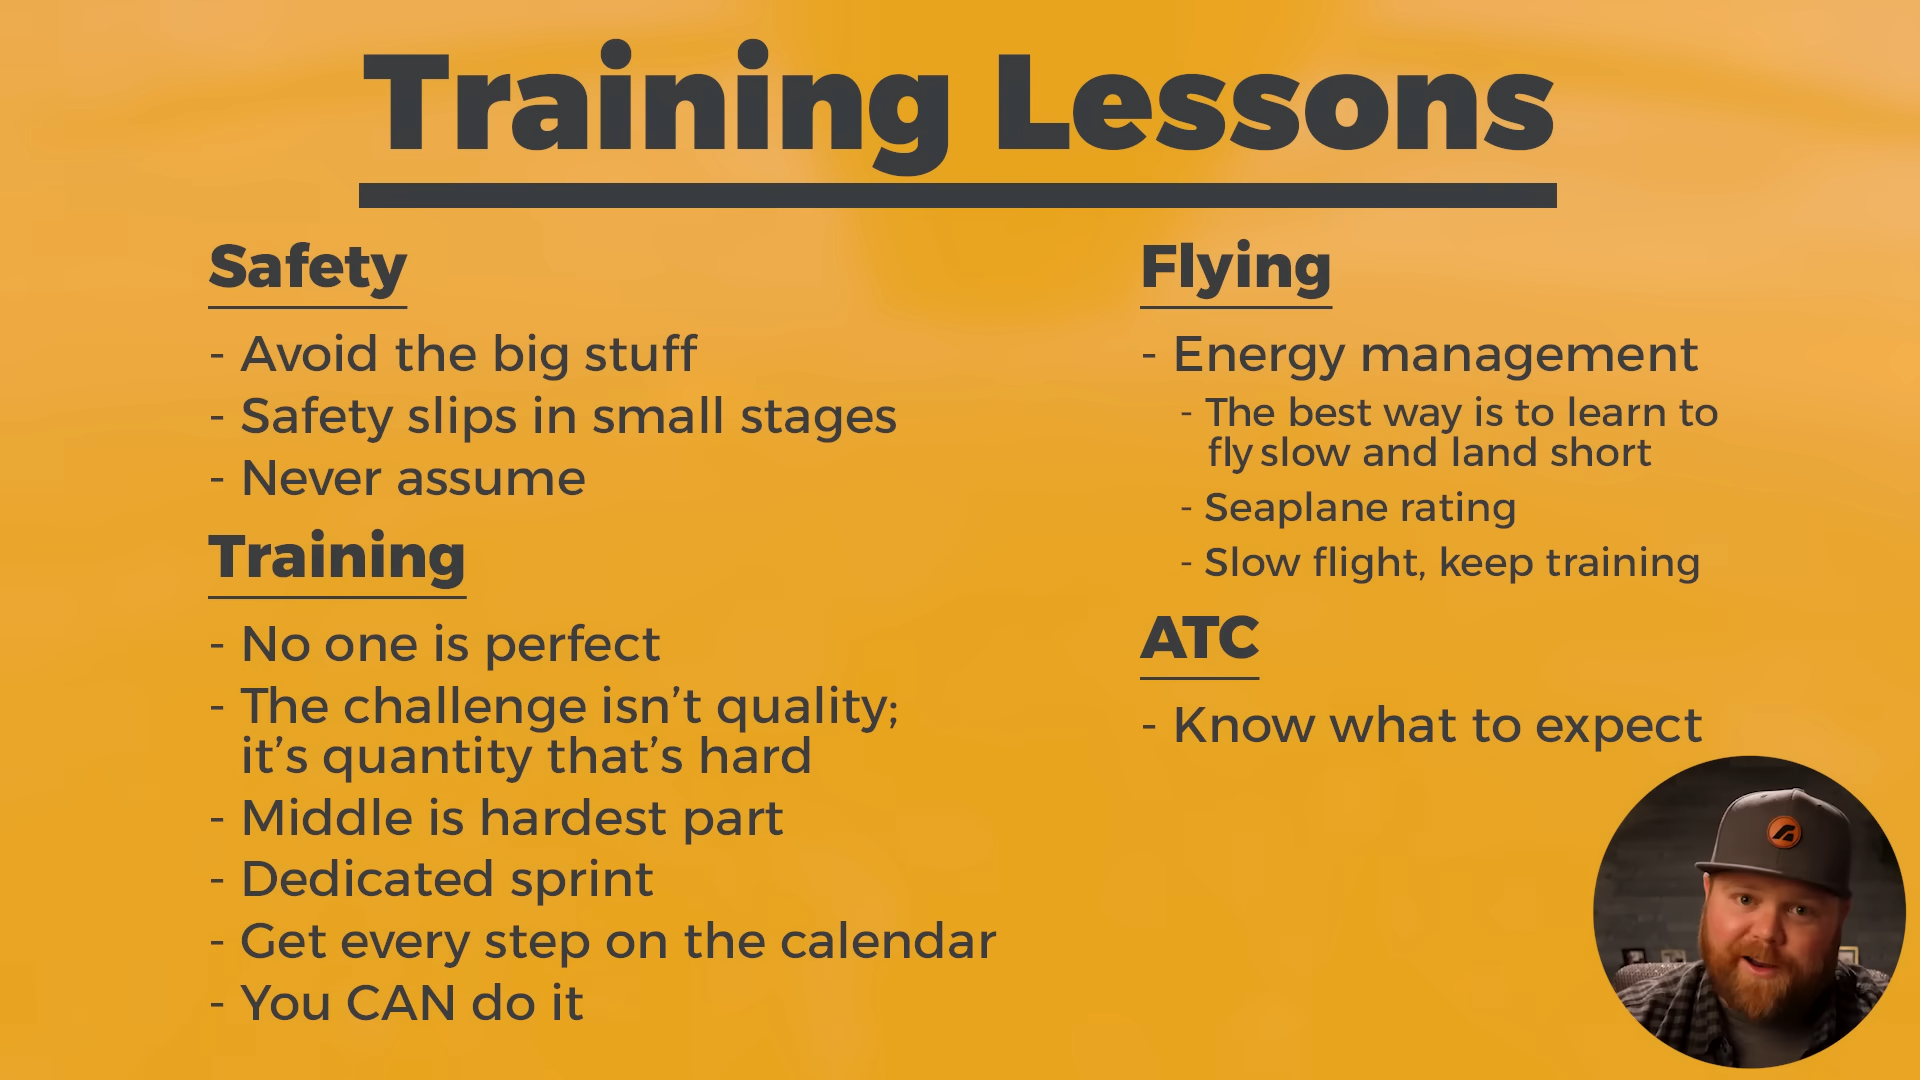 Training Lessons
Safety
- Avoid the big stuff
- Safety slips in small stages
- Never assume
Training
- No one is perfect
- The challenge isn’t quality;
it’s quantity that’s hard
- Middle is hardest part
- Dedicated sprint
- Get every step on the calendar
- You CAN do it
Flying
- Energy management
- The best way is to learn to
fly slow and land short
- Seaplane rating
- Slow flight, keep training
ATC
- Know what to expect